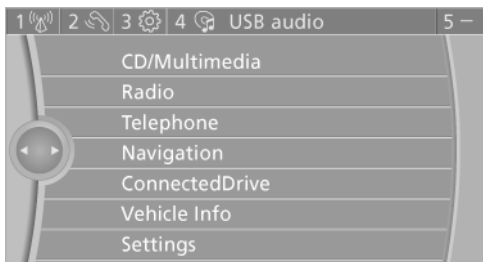 1 2 3 4 USB audio 5 –
CD/Multimedia
Radio
Telephone
Navigation
ConnectedDrive
Vehicle Info
Settings